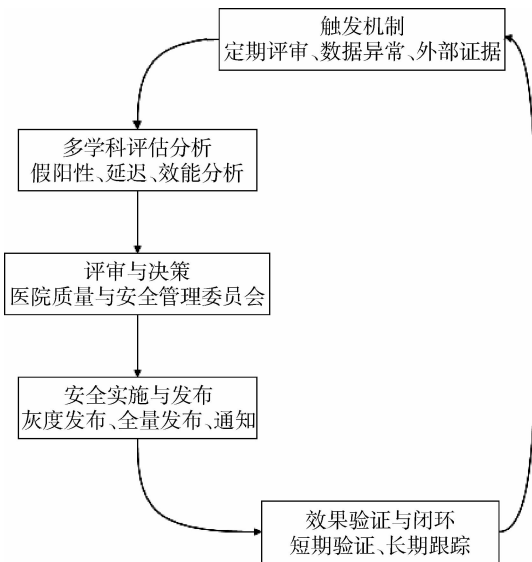 触发机制
定期评审、数据异常、外部证据
多学科评估分析
假阳性、延迟、效能分析
评审与决策
医院质量与安全管理委员会
安全实施与发布
灰度发布、全量发布、通知
效果验证与闭环
短期验证、长期跟踪